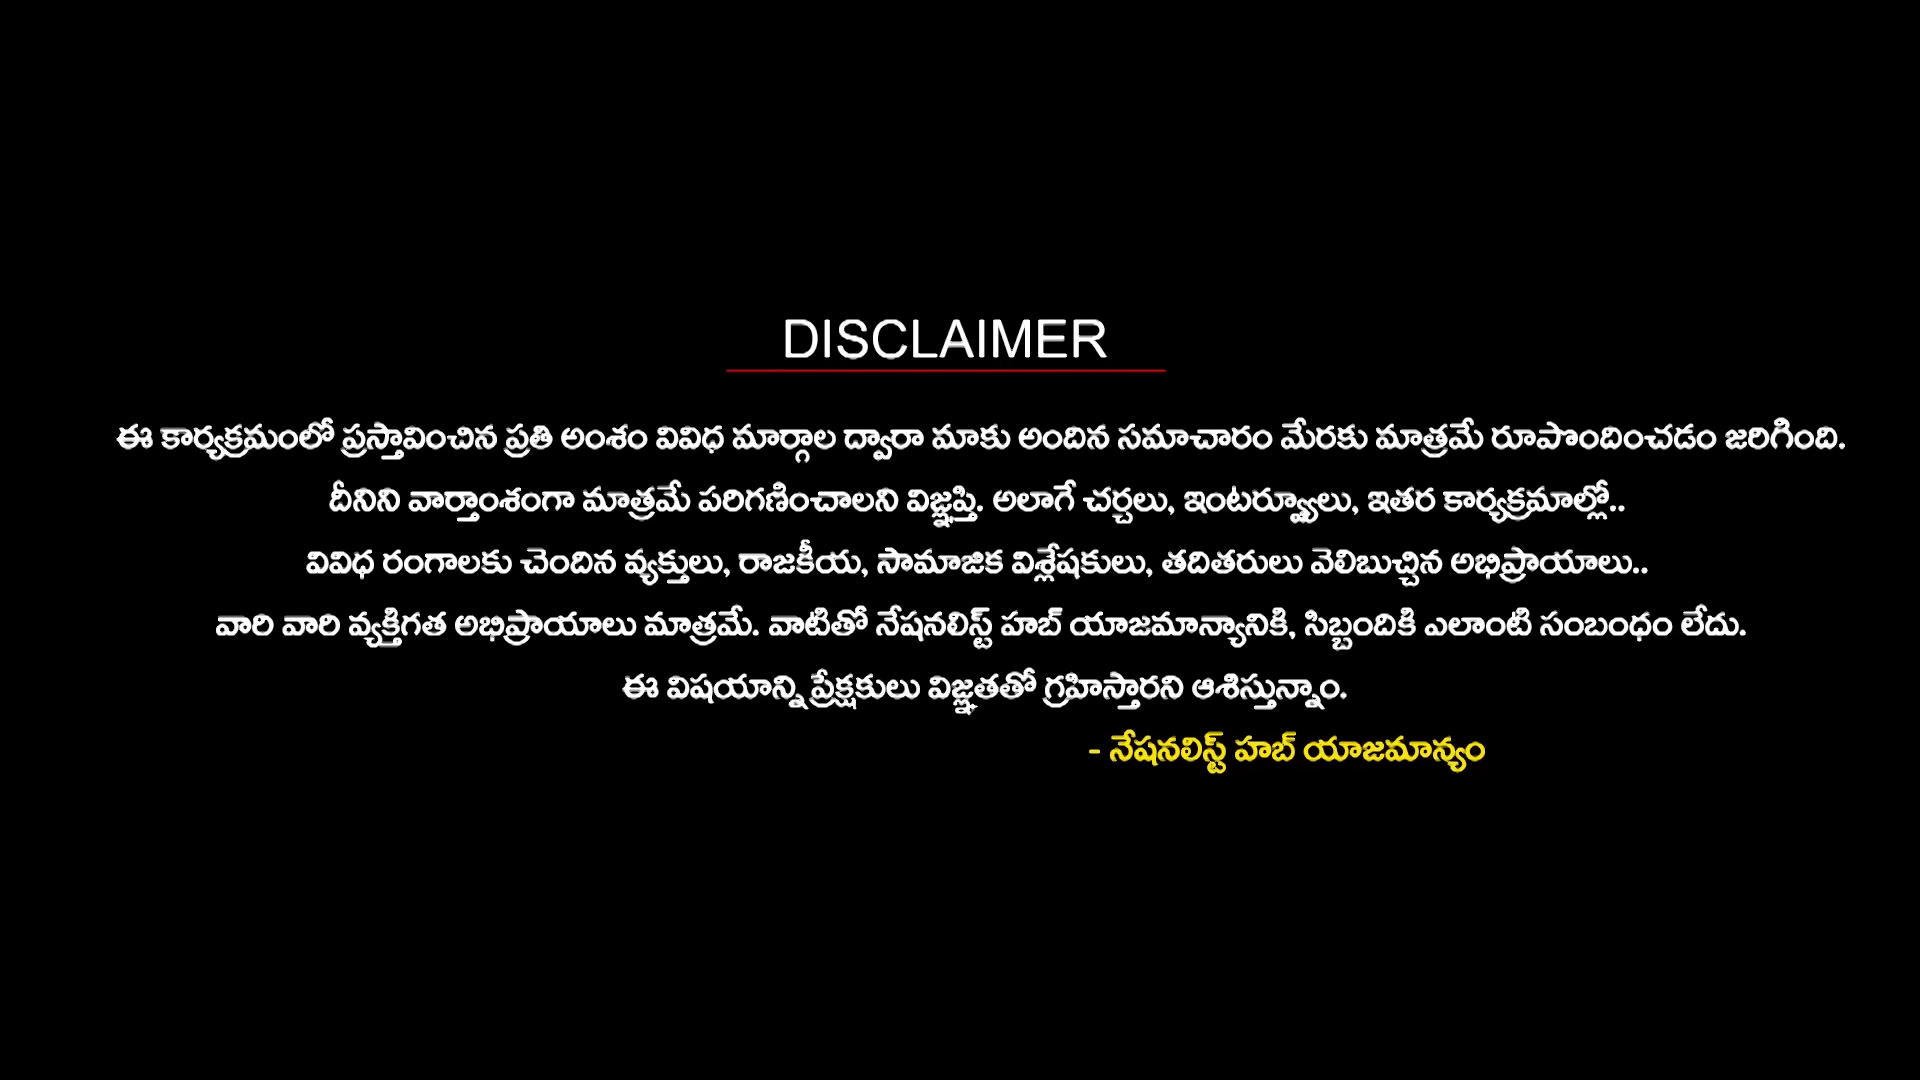 DISCLAIMER
ఈ కార్యక్రమంలో ప్రస్తావించిన ప్రతి అంశం వివిధ మార్గాల ద్వారా మాకు అందిన సమాచారం మేరకు మాత్రమే రూపొందించడం జరిగింది.
దీనిని వార్తాంశంగా మాత్రమే పరిగణించాలని విజ్ఞప్తి. అలాగే చర్చలు, ఇంటర్వ్యూలు, ఇతర కార్యక్రమాల్లో..
వివిధ రంగాలకు చెందిన వ్యక్తులు, రాజకీయ, సామాజిక విశ్లేషకులు, తదితరులు వెలిబుచ్చిన అభిప్రాయాలు..
వారి వారి వ్యక్తిగత అభిప్రాయాలు మాత్రమే. వాటితో నేషనలిస్ట్ హబ్ యాజమాన్యానికి, సిబ్బందికి ఎలాంటి సంబంధం లేదు.
ఈ విషయాన్ని ప్రేక్షకులు విజ్ఞతతో గ్రహిస్తారని ఆశిస్తున్నాం.
- నేషనలిస్ట్ హబ్ యాజమాన్యం